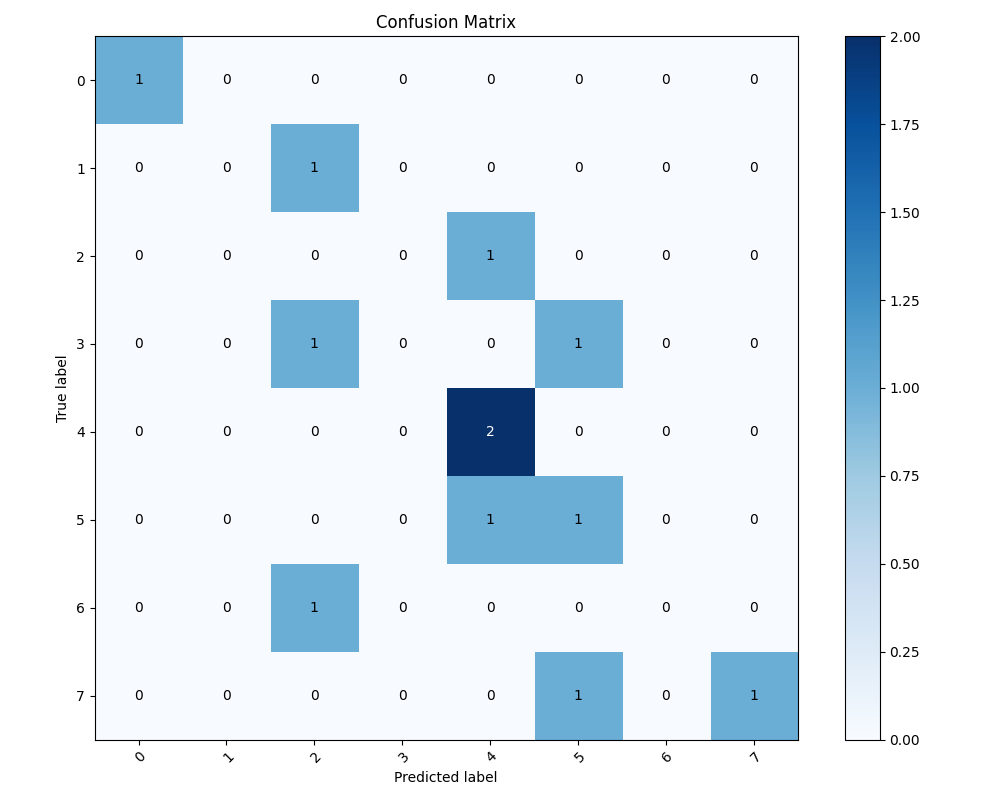 Confusion Matrix
0 1 0 0 0 0 0 0 0
1 0 0 1 0 0 0 0 0
2 0 0 0 0 1 0 0 0
3 0 0 1 0 0 1 0 0
4 0 0 0 0 2 0 0 0
5 0 0 0 0 1 1 0 0
6 0 0 1 0 0 0 0 0
7 0 0 0 0 0 1 0 1
True label
0 1 2 3 4 5 6 7
Predicted label
2.00
1.75
1.50
1.25
1.00
0.75
0.50
0.25
0.00